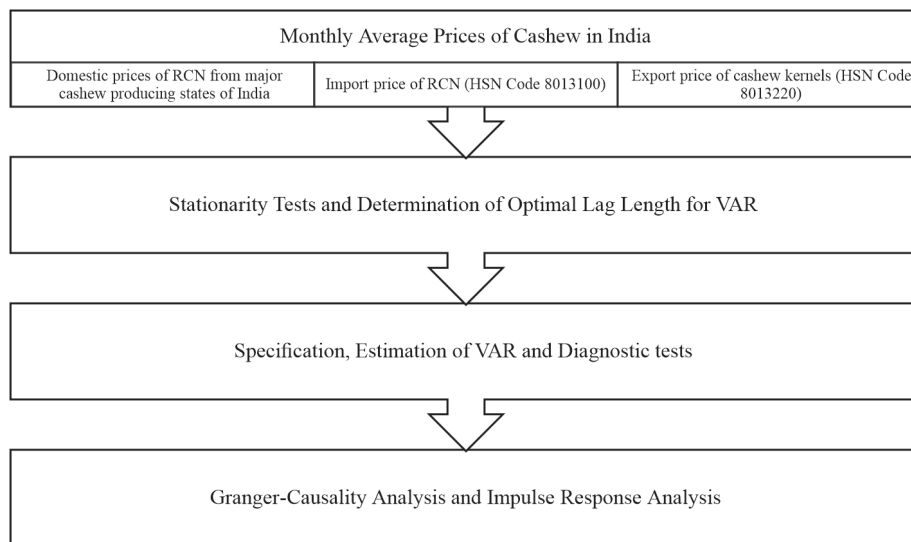 Monthly Average Prices of Cashew in India
Domestic prices of RCN from major
cashew producing states of India
Import price of RCN (HSN Code 8013100)
Export price of cashew kernels (HSN Code
8013220)
Stationarity Tests and Determination of Optimal Lag Length for VAR
Specification, Estimation of VAR and Diagnostic tests
Granger-Causality Analysis and Impulse Response Analysis